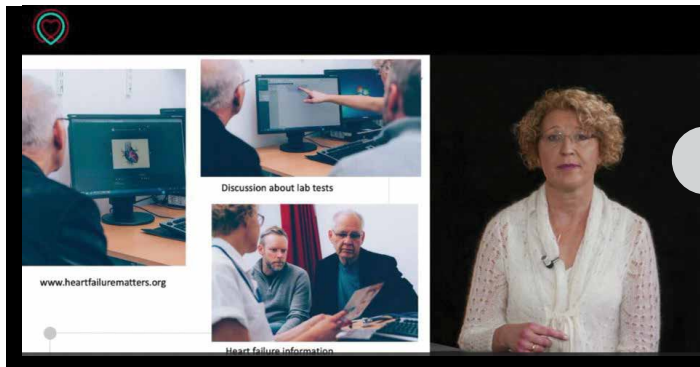 Discussion about lab tests
www.heartfailurematters.org
Heart failure information